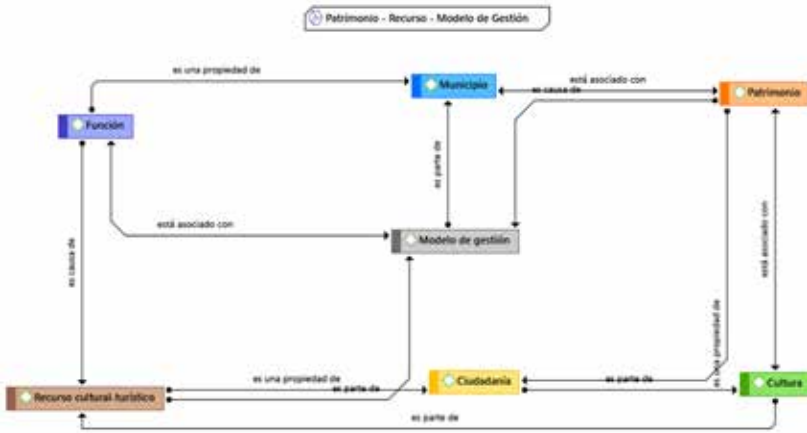 Patrimonio - Recurso - Modelo de Gestión
es una propiedad de
Municipio
está asociado con
es causa de
Patrimonio
Función
es parte de
está asociado con
Modelo de gestión
es causa de
está asociado con
es una propiedad de
es una propiedad de
Ciudadanía
es parte de
es parte de
Cultura
Recurso cultural turístico
es parte de